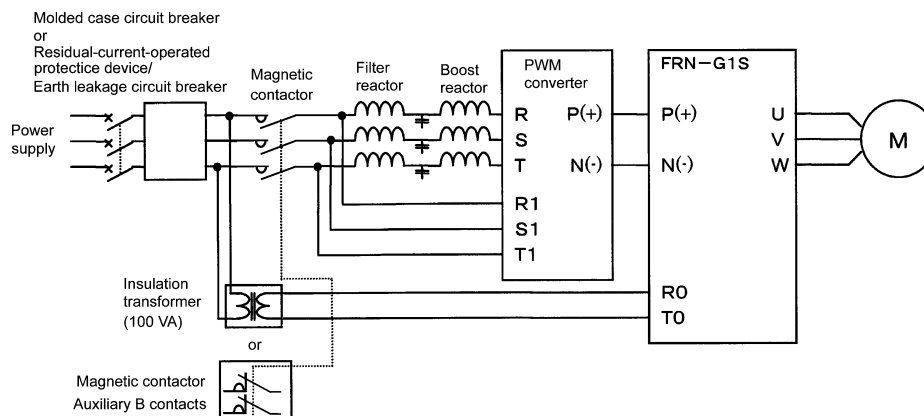 Molded case circuit breaker
or
Residual-current-operated
protectice device/
Earth leakage circuit breaker
Power
supply
Magnetic
contactor
Filter
reactor
Boost
reactor
PWM
converter
R
S
T
R1
S1
T1
P(+)
N(-)
FRN-G1S
P(+)
N(-)
U
V
W
M
R0
T0
Insulation
transformer
(100 VA)
or
Magnetic contactor
Auxiliary B contacts